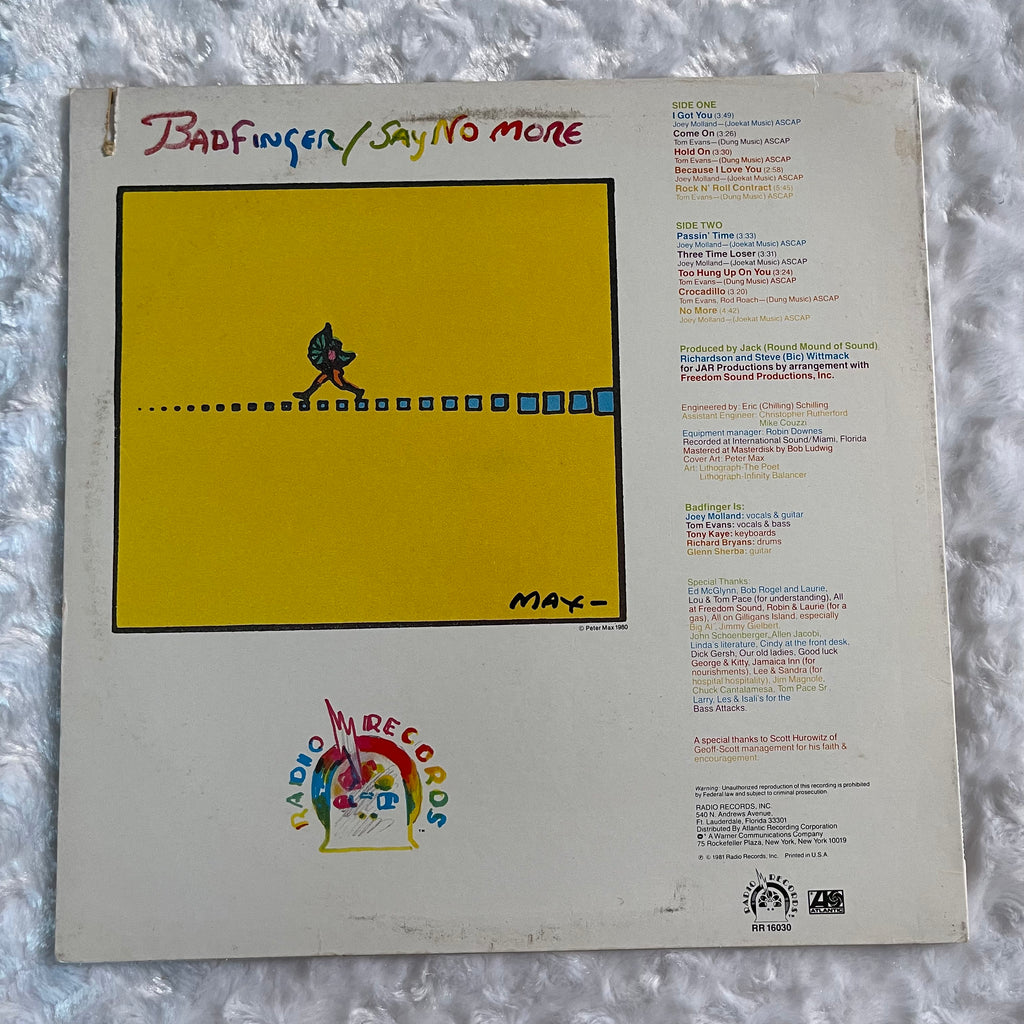 BADFINGER/SAY NO MORE
MAX–
© Peter Max 1980
RADIO RECORDS
™
SIDE ONE
I Got You (3:49)
Joey Molland—(Joekat Music) ASCAP
Come On (3:26)
Tom Evans—(Dung Music) ASCAP
Hold On (3:30)
Tom Evans—(Dung Music) ASCAP
Because I Love You (2:58)
Joey Molland—(Joekat Music) ASCAP
Rock N' Roll Contract (5:45)
Tom Evans—(Dung Music) ASCAP
SIDE TWO
Passin' Time (3:33)
Joey Molland—(Joekat Music) ASCAP
Three Time Loser (3:31)
Joey Molland—(Joekat Music) ASCAP
Too Hung Up On You (3:24)
Tom Evans—(Dung Music) ASCAP
Crocadillo (3:20)
Tom Evans, Rod Roach—(Dung Music) ASCAP
No More (4:42)
Joey Molland—(Joekat Music) ASCAP
Produced by Jack (Round Mound of Sound)
Richardson and Steve (Bic) Wittmack
for JAR Productions by arrangement with
Freedom Sound Productions, Inc.
Engineered by: Eric (Chilling) Schilling
Assistant Engineer: Christopher Rutherford
Mike Couzzi
Equipment manager: Robin Downes
Recorded at International Sound/Miami, Florida
Mastered at Masterdisk by Bob Ludwig
Cover Art: Peter Max
Art: Lithograph-The Poet
Lithograph-Infinity Balancer
Badfinger Is:
Joey Molland: vocals & guitar
Tom Evans: vocals & bass
Tony Kaye: keyboards
Richard Bryans: drums
Glenn Sherba: guitar
Special Thanks:
Ed McGlynn, Bob Rogel and Laurie,
Lou & Tom Pace (for understanding), All
at Freedom Sound, Robin & Laurie (for a
gas), All on Gilligans Island, especially
Big Al, Jimmy Gielbert,
John Schoenberger, Allen Jacobi,
Linda's literature, Cindy at the front desk,
Dick Gersh, Our old ladies, Good luck
George & Kitty, Jamaica Inn (for
nourishments), Lee & Sandra (for
hospital hospitality), Jim Magnole,
Chuck Cantalamesa, Tom Pace Sr.
Larry, Les & Isali's for the
Bass Attacks.
A special thanks to Scott Hurowitz of
Geoff-Scott management for his faith &
encouragement.
Warning: Unauthorized reproduction of this recording is prohibited
by Federal law and subject to criminal prosecution.
RADIO RECORDS, INC.
540 N. Andrews Avenue,
Ft. Lauderdale, Florida 33301
Distributed By Atlantic Recording Corporation
A Warner Communications Company
75 Rockefeller Plaza, New York, New York 10019
℗ © 1981 Radio Records, Inc. Printed in U.S.A.
RADIO RECORDS
ATLANTIC
RR 16030